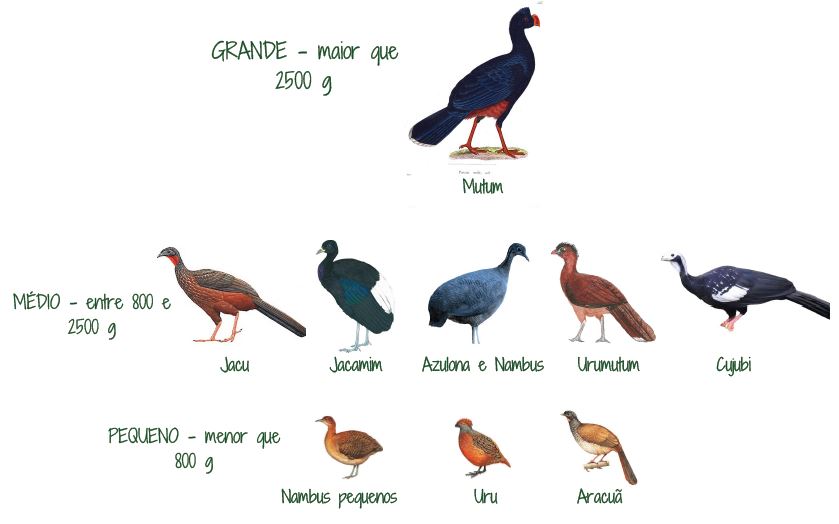 GRANDE - maior que
2500 g
Mutum
MÉDIO - entre 800 e
2500 g
Jacu
Jacamim
Azulona e Nambus
Urumutum
Cujubi
PEQUENO - menor que
800 g
Nambus pequenos
Uru
Aracuã